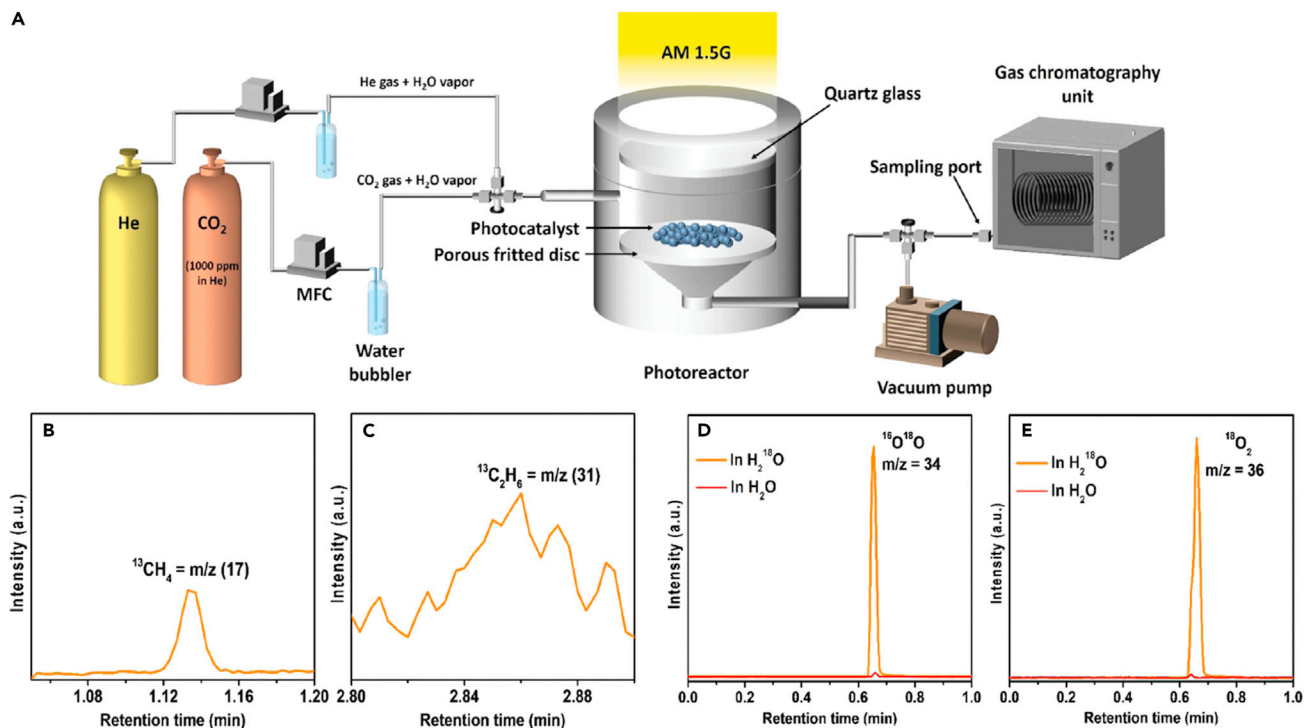 A
AM 1.5G
He gas + H₂O vapor
Quartz glass
Gas chromatography
unit
CO₂ gas + H₂O vapor
Sampling port
He
CO₂
(1000 ppm
in He)
Photocatalyst
Porous fritted disc
MFC
Water
bubbler
Photoreactor
Vacuum pump
B
¹³CH₄ = m/z (17)
Intensity (a.u.)
1.08
1.12
1.16
1.20
Retention time (min)
C
¹³C₂H₆ = m/z (31)
Intensity (a.u.)
2.80
2.84
2.88
Retention time (min)
D
In H₂¹⁸O
In H₂O
¹⁶O¹⁸O
m/z = 34
Intensity (a.u.)
0.0
0.2
0.4
0.6
0.8
1.0
Retention time (min)
E
In H₂¹⁸O
In H₂O
¹⁸O₂
m/z = 36
Intensity (a.u.)
0.0
0.2
0.4
0.6
0.8
1.0
Retention time (min)